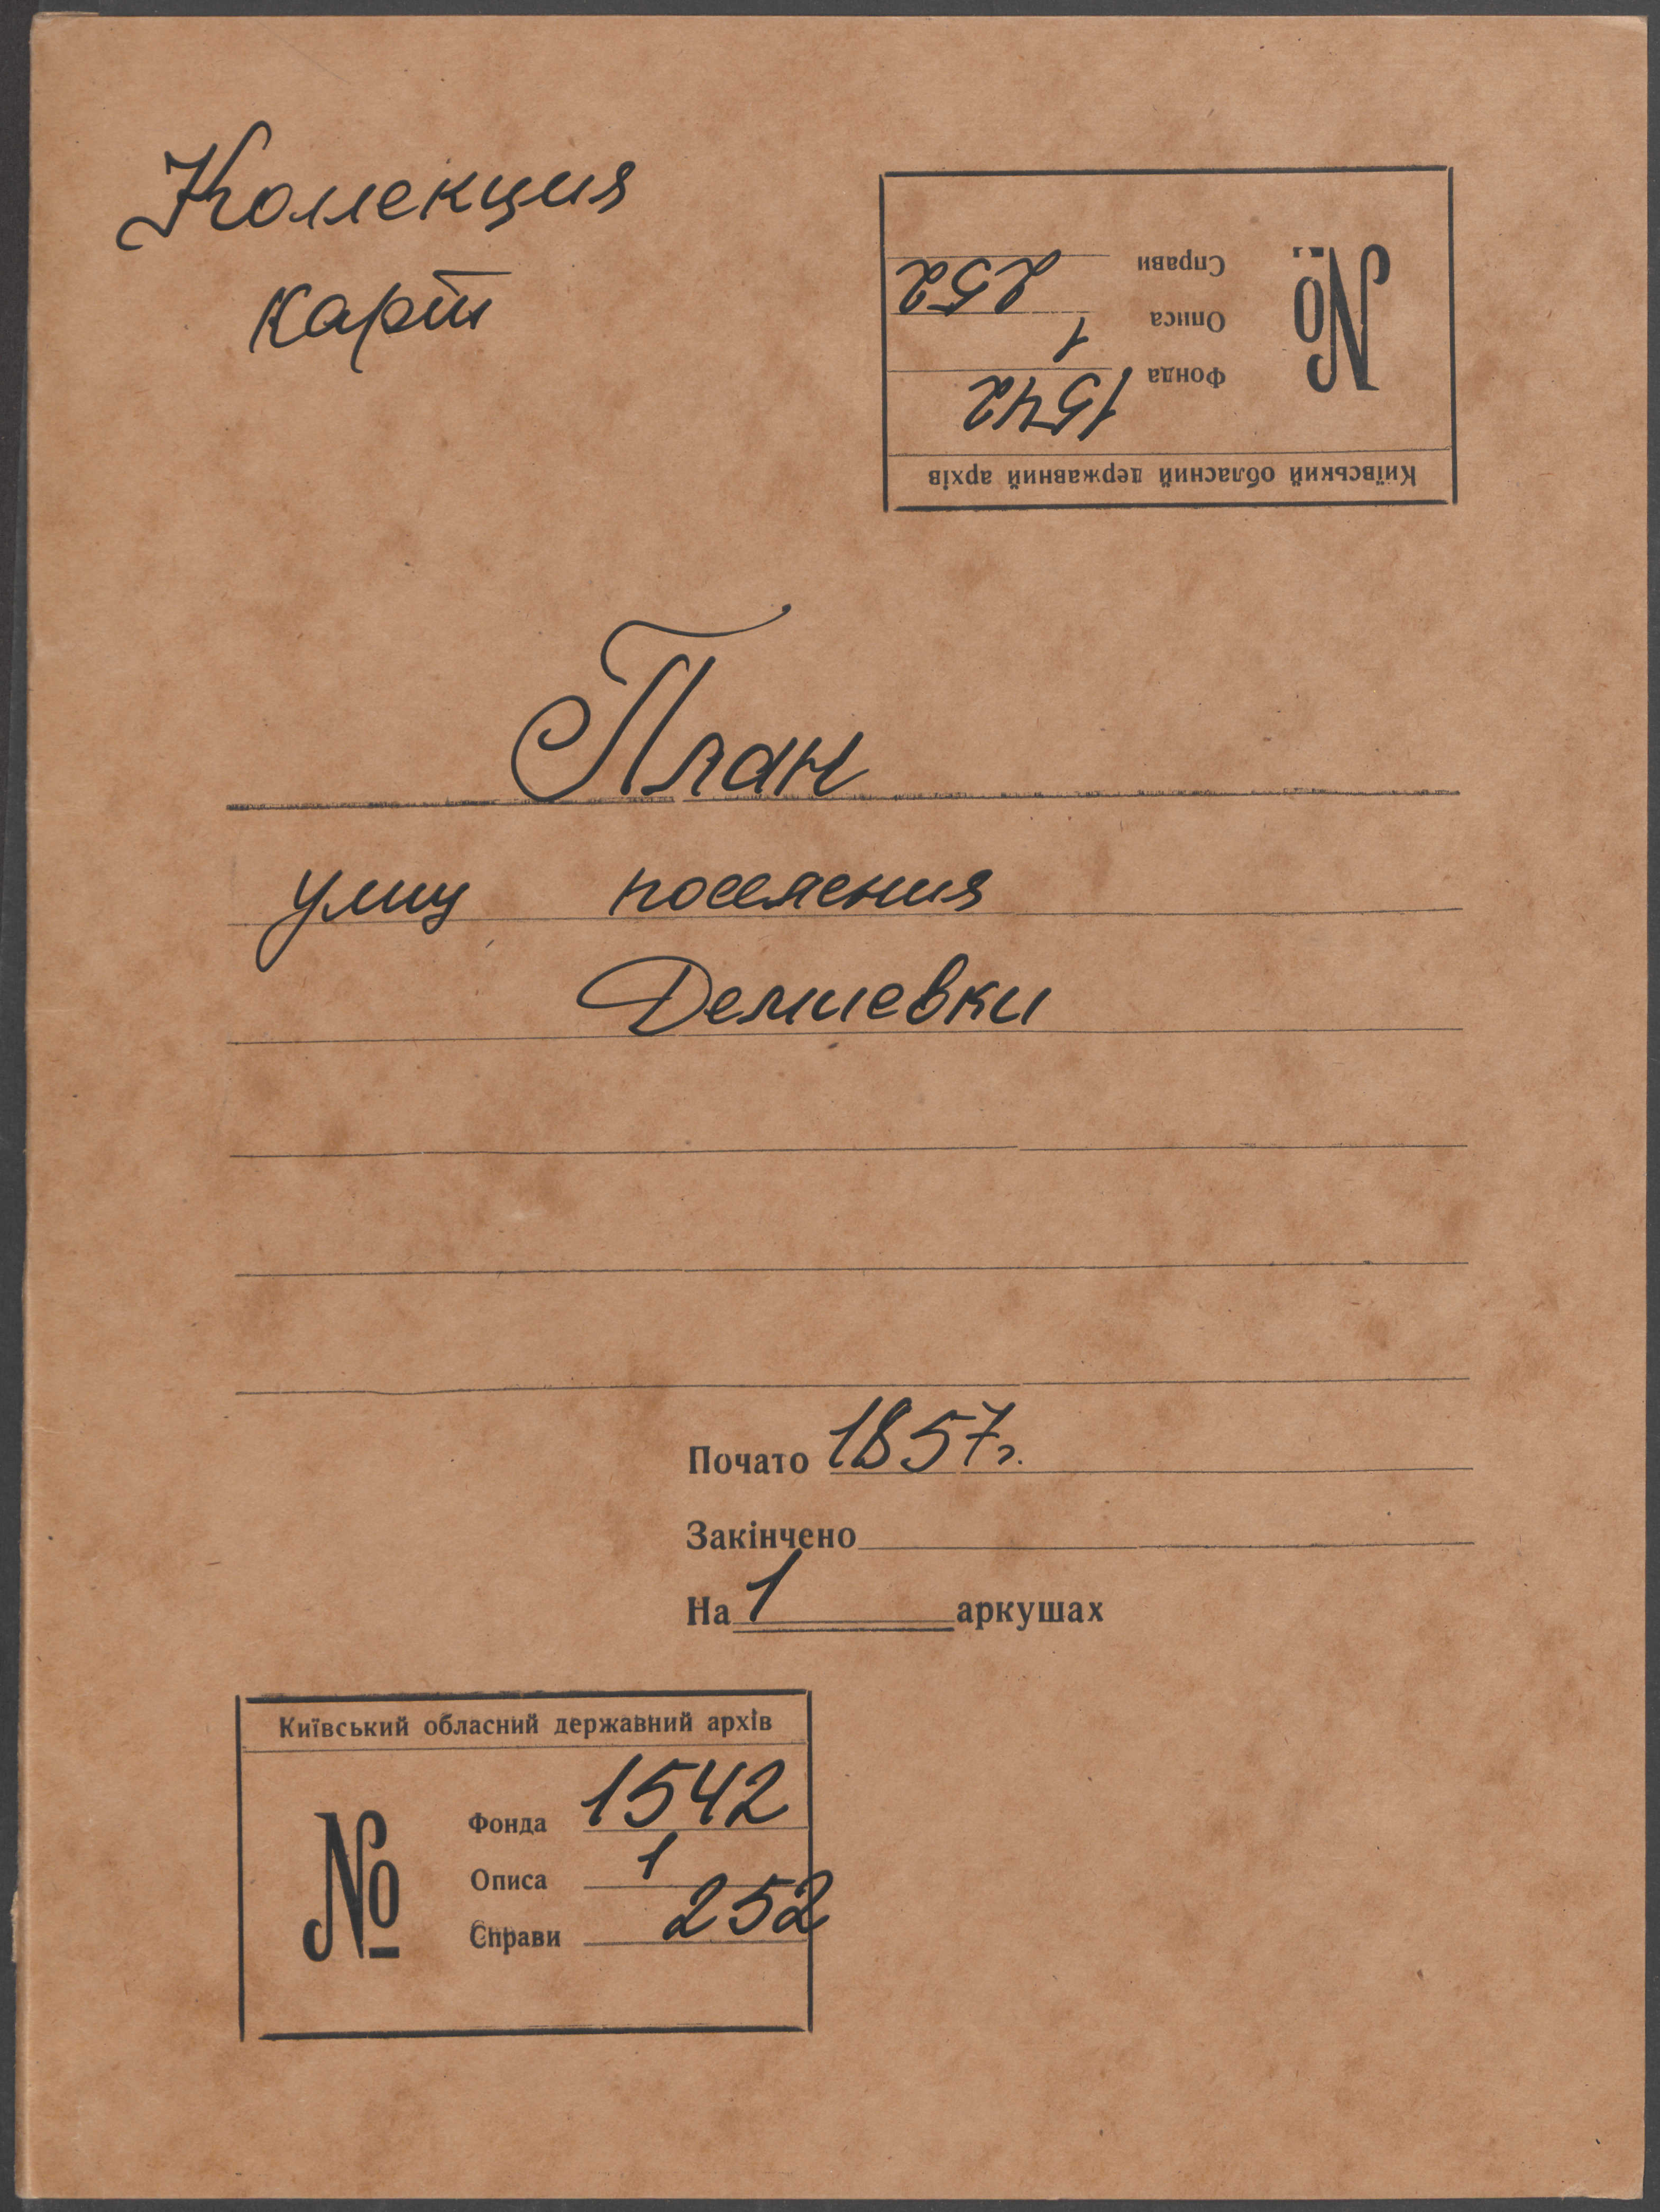 Коллекция
карт
Київський обласний державний архів
Фонда 1542
№ Описа 1
Справи 252
План
улиц поселения
Демиевки
Почато 1857г.
Закінчено
На 1 аркушах
Київський обласний державний архів
Фонда 1542
№ Описа 1
Справи 252